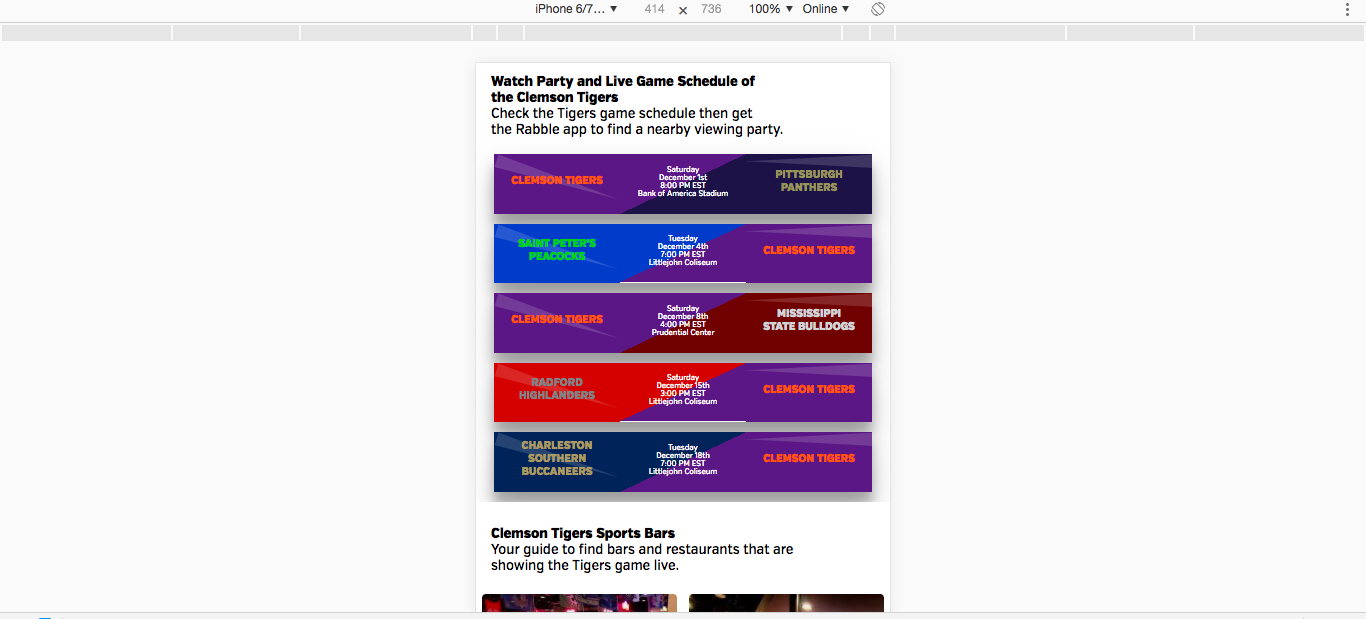 iPhone 6/7... ▼ 414 × 736 100% ▼ Online ▼
Watch Party and Live Game Schedule of
the Clemson Tigers
Check the Tigers game schedule then get
the Rabble app to find a nearby viewing party.
CLEMSON TIGERS
Saturday
December 1st
8:00 PM EST
Bank of America Stadium
PITTSBURGH
PANTHERS
SAINT PETER'S
PEACOCKS
Tuesday
December 4th
7:00 PM EST
Littlejohn Coliseum
CLEMSON TIGERS
CLEMSON TIGERS
Saturday
December 8th
4:00 PM EST
Prudential Center
MISSISSIPPI
STATE BULLDOGS
RADFORD
HIGHLANDERS
Saturday
December 15th
3:00 PM EST
Littlejohn Coliseum
CLEMSON TIGERS
CHARLESTON
SOUTHERN
BUCCANEERS
Tuesday
December 18th
7:00 PM EST
Littlejohn Coliseum
CLEMSON TIGERS
Clemson Tigers Sports Bars
Your guide to find bars and restaurants that are
showing the Tigers game live.